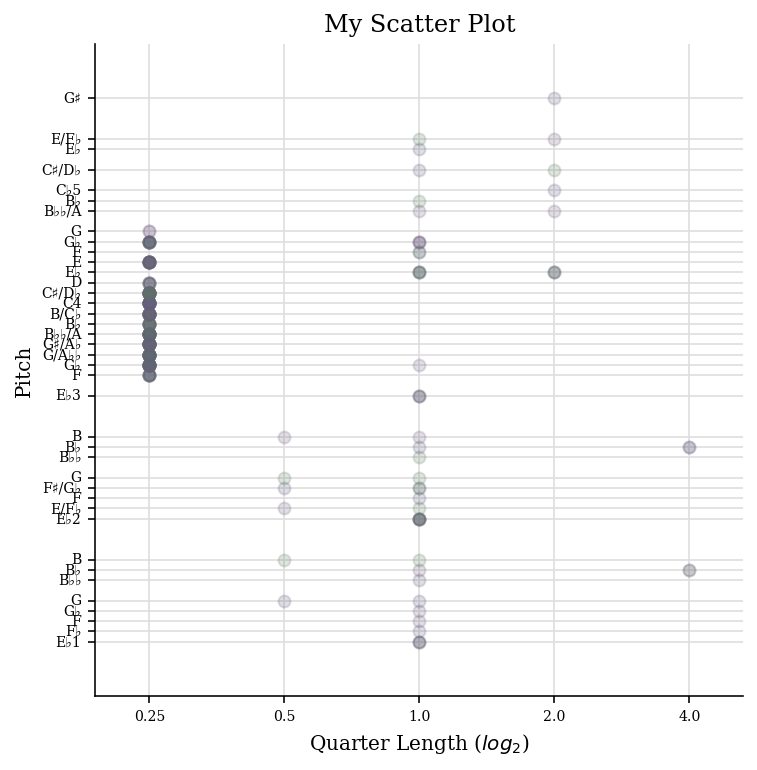 My Scatter Plot
G♯
E/F♭
E♭
C♯/D♭
C♭5
B♭
B♭♭/A
G
G♭
F
E
E♭
D
C♯/D♭
C4
B/C♭
B♭
B♭♭/A
G♯/A♭
G/A♭♭
G♭
F
E♭3
B
B♭
B♭♭
G
F♯/G♭
F
E/F♭
E♭2
B
B♭
B♭♭
G
G♭
F
F♭
E♭1
Pitch
0.25 0.5 1.0 2.0 4.0
Quarter Length (log₂)